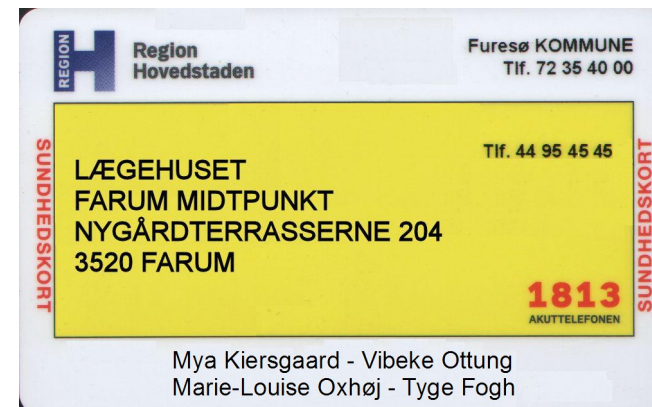 REGION
Region
Hovedstaden
Furesø KOMMUNE
Tlf. 72 35 40 00
SUNDHEDSKORT
Tlf. 44 95 45 45
LÆGEHUSET
FARUM MIDTPUNKT
NYGÅRDTERRASSERNE 204
3520 FARUM
1813
AKUTTELEFONEN
SUNDHEDSKORT
Mya Kiersgaard - Vibeke Ottung
Marie-Louise Oxhøj - Tyge Fogh